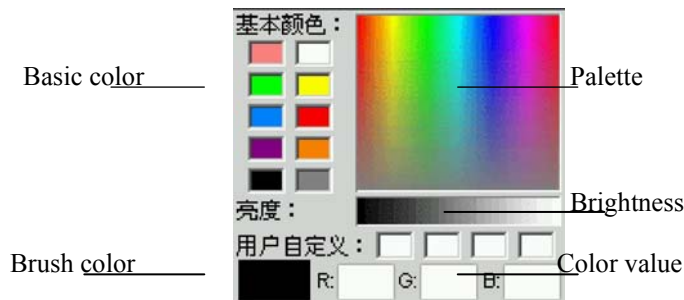 基本颜色：
Basic color
Palette
亮度：
Brightness
用户自定义：
Brush color
R:
G:
B:
Color value